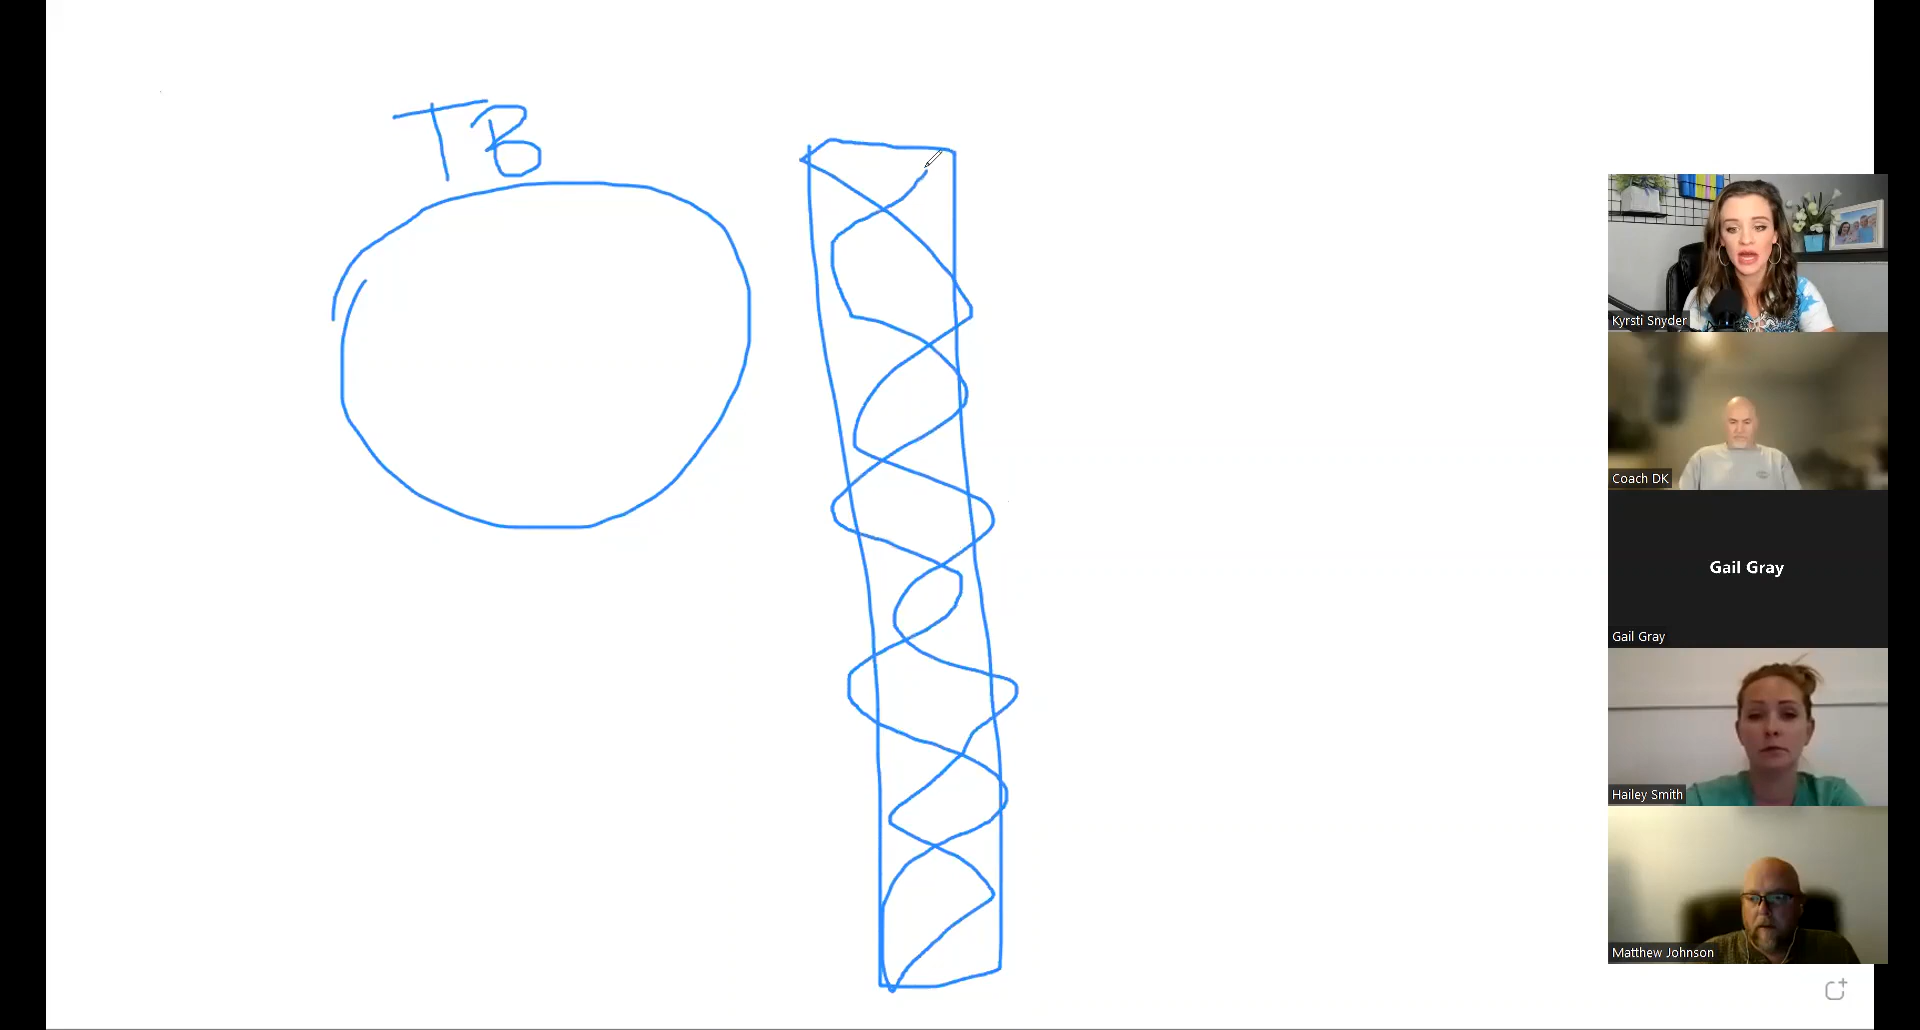 TB
Kyrsti Snyder
Coach DK
Gail Gray
Gail Gray
Hailey Smith
Matthew Johnson